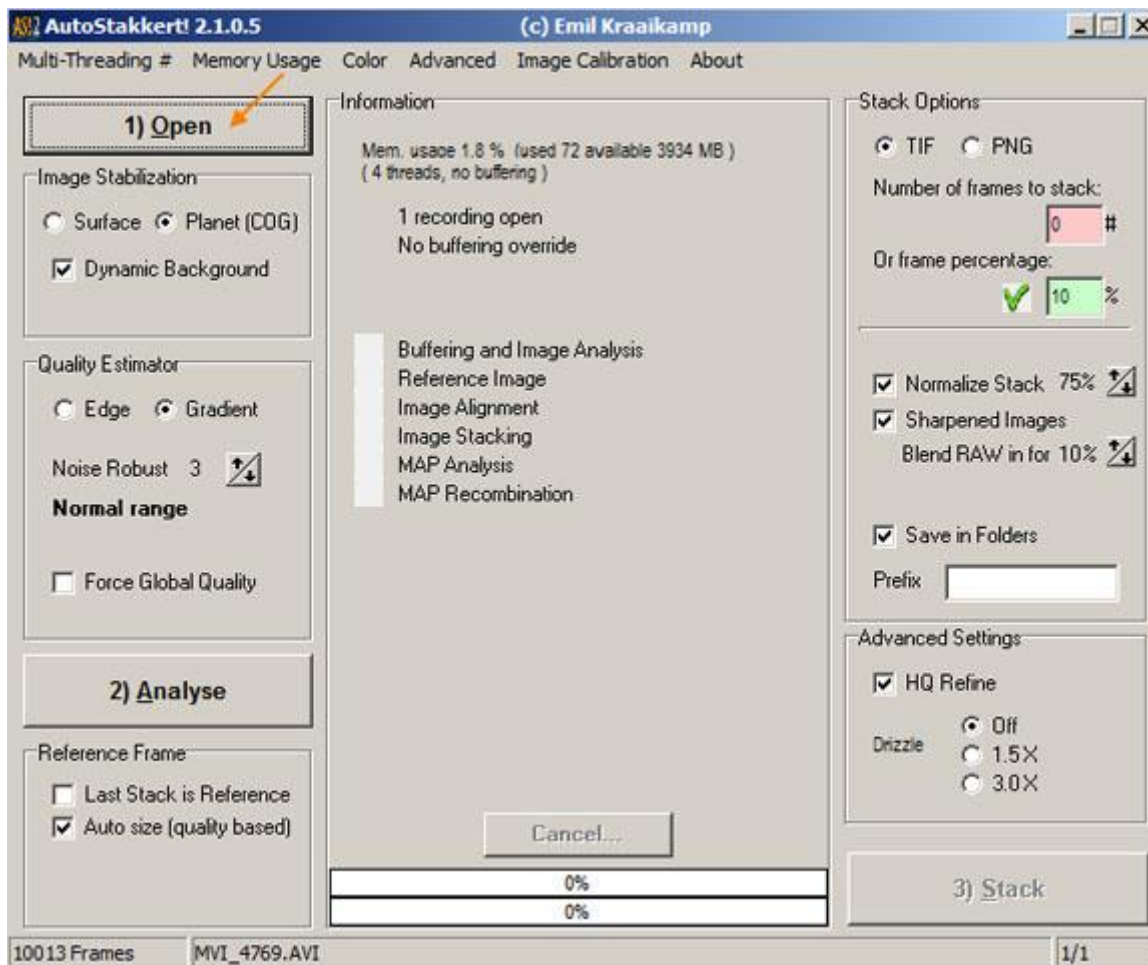 AutoStakkert! 2.1.0.5 (c) Emil Kraaikamp
Multi-Threading # Memory Usage Color Advanced Image Calibration About
1) Open
Image Stabilization
Surface Planet (COG)
Dynamic Background
Quality Estimator
Edge Gradient
Noise Robust 3
Normal range
Force Global Quality
2) Analyse
Reference Frame
Last Stack is Reference
Auto size (quality based)
Information
Mem. usage 1.8 % (used 72 available 3934 MB )
( 4 threads, no buffering )
1 recording open
No buffering override
Buffering and Image Analysis
Reference Image
Image Alignment
Image Stacking
MAP Analysis
MAP Recombination
Cancel...
0%
0%
Stack Options
TIF PNG
Number of frames to stack:
0 #
Or frame percentage:
10 %
Normalize Stack 75%
Sharpened Images
Blend RAW in for 10%
Save in Folders
Prefix
Advanced Settings
HQ Refine
Drizzle
Off
1.5X
3.0X
3) Stack
10013 Frames MVI_4769.AVI 1/1